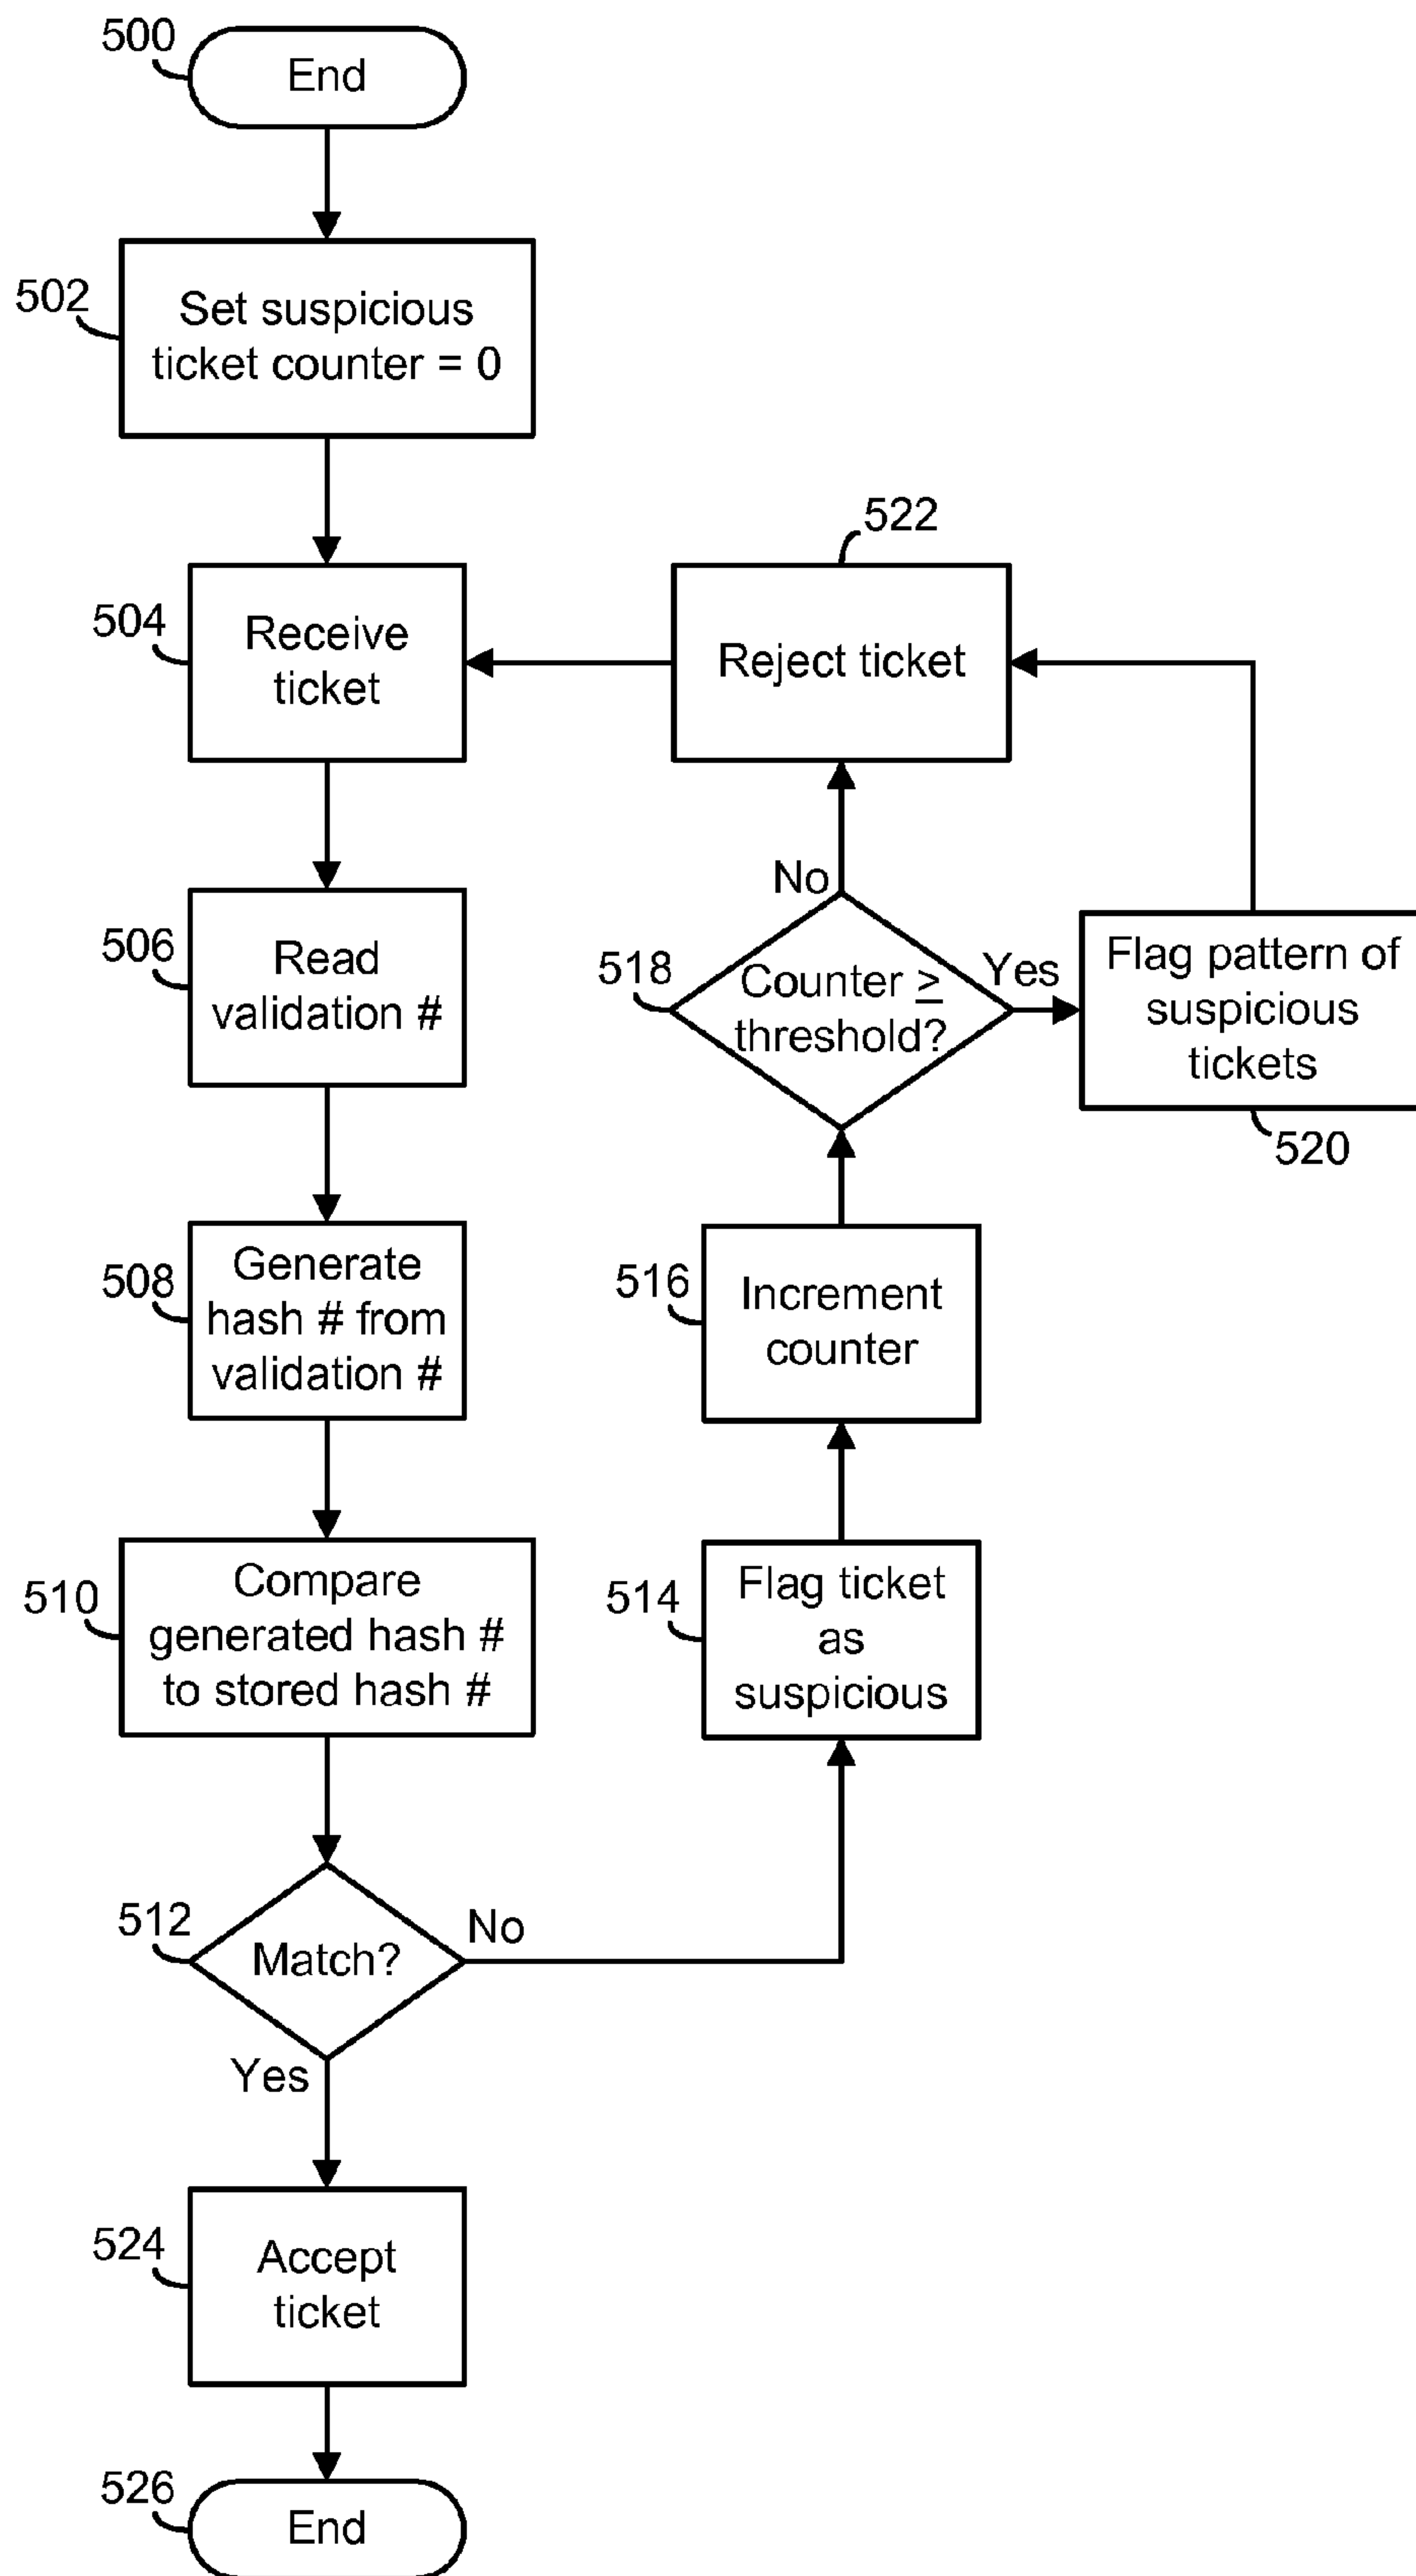 500
End
502
Set suspicious
ticket counter = 0
504
Receive
ticket
522
Reject ticket
506
Read
validation #
No
518
Counter ≥
threshold?
Yes
Flag pattern of
suspicious
tickets
520
508
Generate
hash # from
validation #
516
Increment
counter
510
Compare
generated hash #
to stored hash #
514
Flag ticket
as
suspicious
512
Match?
No
Yes
524
Accept
ticket
526
End